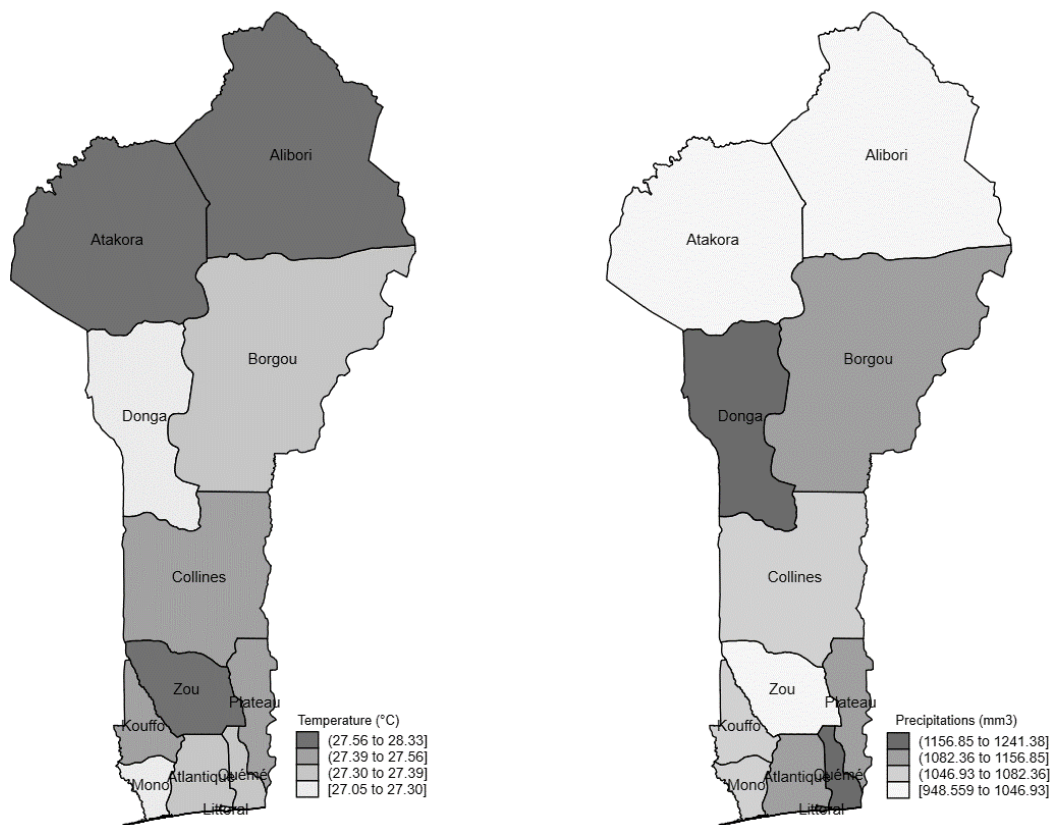 Alibori
Atakora
Borgou
Donga
Collines
Zou
Plateau
Kouffo
Mono
Atlantique
Quémé
Littoral
Temperature (°C)
(27.56 to 28.33]
(27.39 to 27.56]
(27.30 to 27.39]
[27.05 to 27.30]
Alibori
Atakora
Borgou
Donga
Collines
Zou
Plateau
Kouffo
Mono
Atlantique
Quémé
Littoral
Precipitations (mm3)
(1156.85 to 1241.38]
(1082.36 to 1156.85]
(1046.93 to 1082.36]
[948.559 to 1046.93]